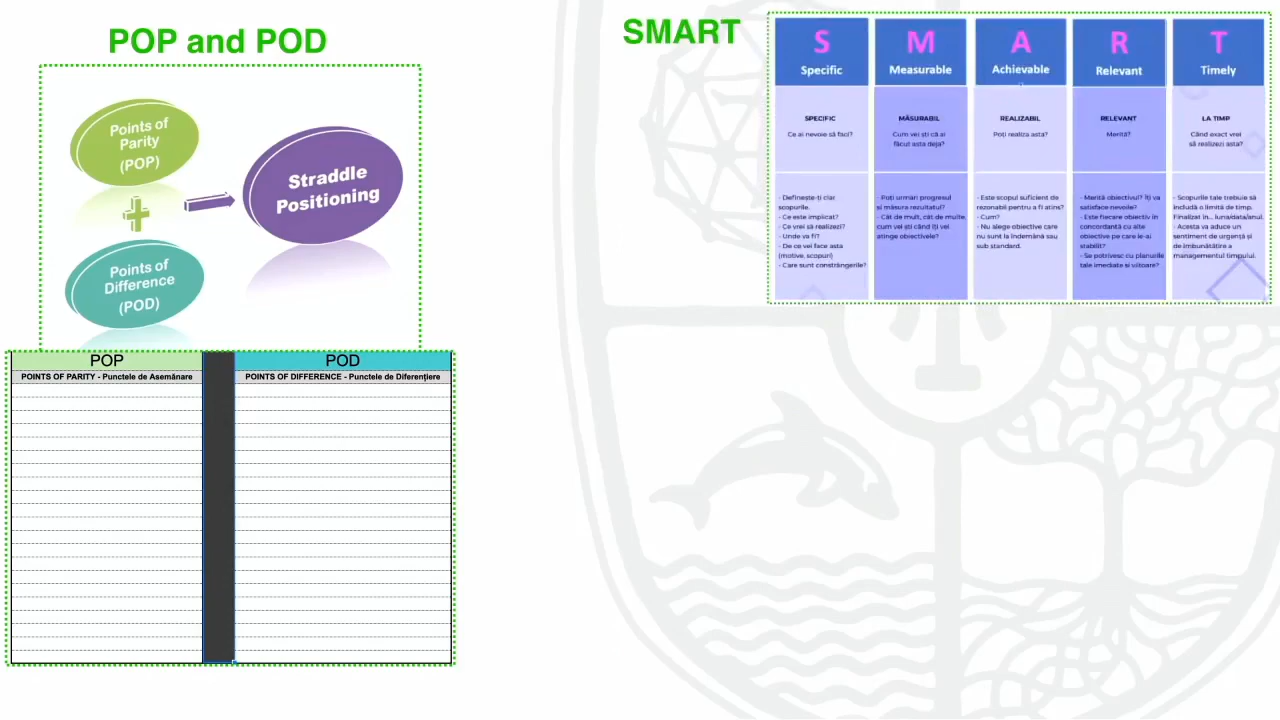 POP and POD
Points of
Parity
(POP)
Straddle
Positioning
Points of
Difference
(POD)
POP
POD
POINTS OF PARITY - Punctele de Asemănare
POINTS OF DIFFERENCE - Punctele de Diferențiere
SMART
S
Specific
M
Measurable
A
Achievable
R
Relevant
T
Timely
SPECIFIC
Ce ai nevoie să faci?
MĂSURABIL
Cum vei ști că ai
făcut asta deja?
REALIZABIL
Poți realiza asta?
RELEVANT
Merită?
LA TIMP
Când exact vrei
să realizezi asta?
- Definește-ți clar
scopurile.
- Ce este implicat?
- Ce vrei să realizezi?
- Unde va fi?
- De ce vei face asta
(motive, scopuri)
- Care sunt constrângerile?
- Poți urmări progresul
și măsura rezultatul?
- Cât de mult, cât de multe,
cum vei ști când îți vei
atinge obiectivele?
- Este scopul suficient de
rezonabil pentru a fi atins?
- Cum?
- Nu alege obiective care
nu sunt la îndemână sau
sub standard.
- Merită obiectivul? Îți va
satisface nevoile?
- Este fiecare obiectiv în
concordantă cu alte
obiective pe care le-ai
stabilit?
- Se potrivesc cu planurile
tale imediate si viitoare?
- Scopurile tale trebuie să
includă o limită de timp.
Finalizat în... luna/data/anul.
- Acesta va aduce un
sentiment de urgență și
de îmbunătățire a
managementul timpului.